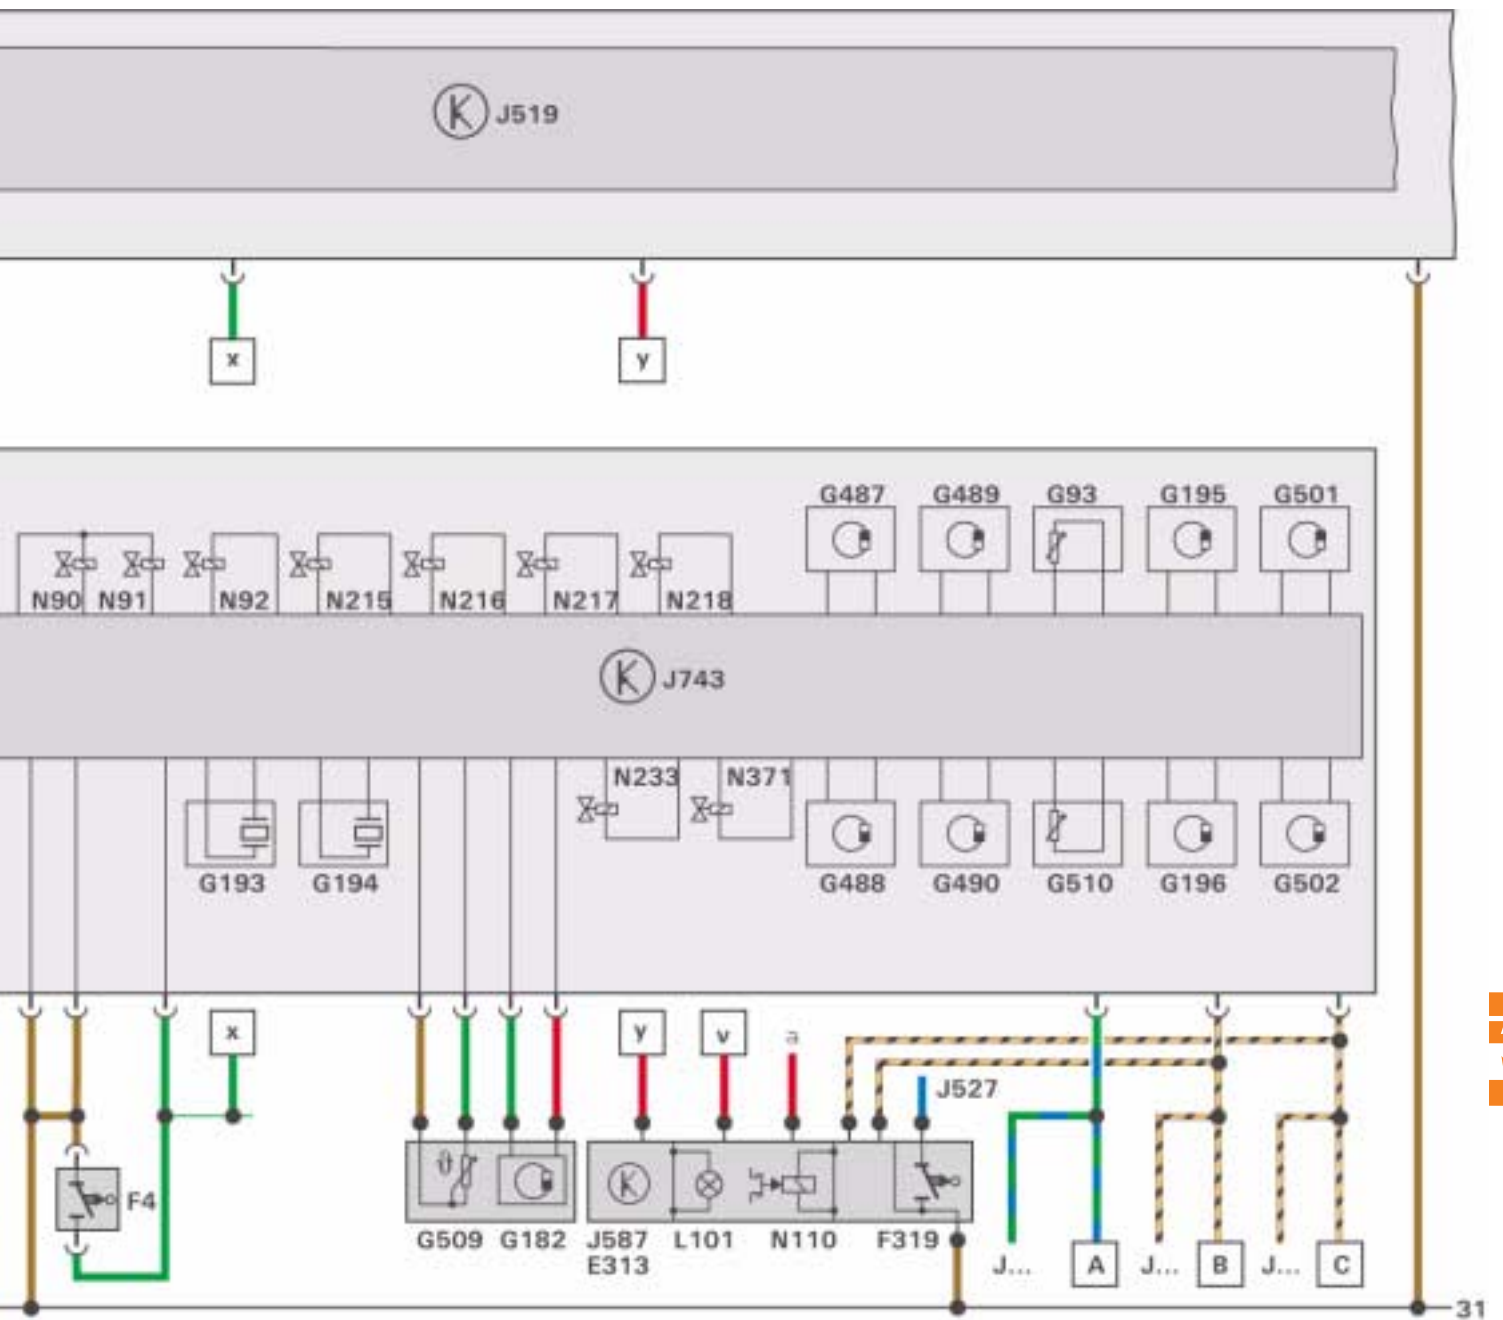 J519
x y
G487 G489 G93 G195 G501
N90 N91 N92 N215 N216 N217 N218
J743
N233 N371
G193 G194 G488 G490 G510 G196 G502
x y v a
J527
F4
G509 G182 J587 L101 N110 F319
E313
J... A J... B J... C
31